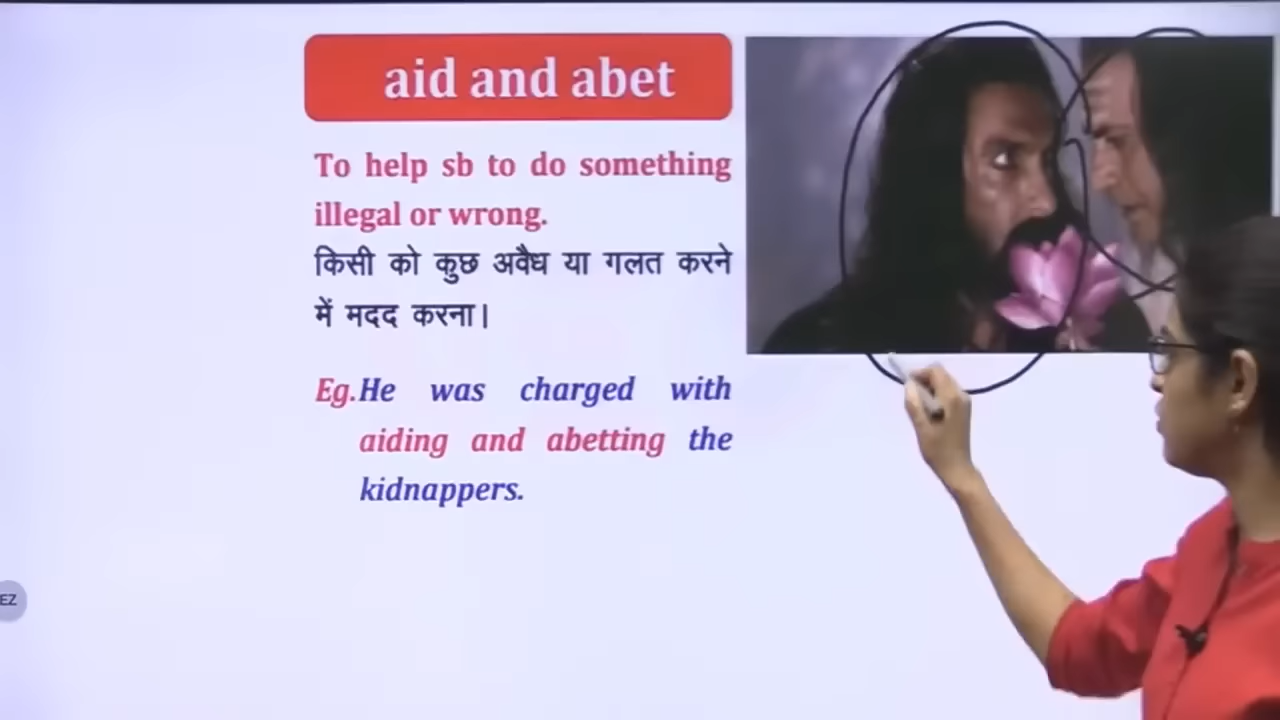 aid and abet
To help sb to do something
illegal or wrong.
किसी को कुछ अवैध या गलत करने
में मदद करना।
Eg.He was charged with
aiding and abetting the
kidnappers.
EZ